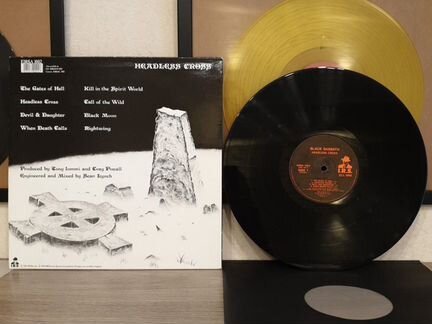 EIRSA 1002
HEADLESS CROSS
The Gates of Hell
Headless Cross
Devil & Daughter
When Death Calls
Kill in the Spirit World
Call of the Wild
Black Moon
Nightwing
Produced by Tony Iommi and Cozy Powell
Engineered and Mixed by Sean Lynch
BLACK SABBATH
HEADLESS CROSS
I.R.S.